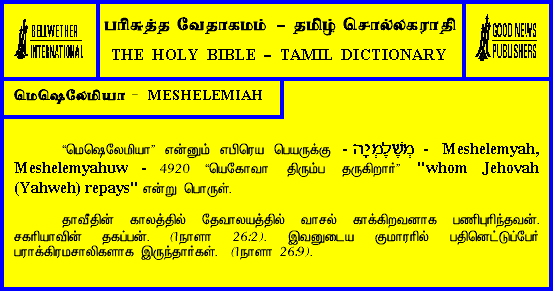 BELLWETHER
INTERNATIONAL
பரிசுத்த வேதாகமம் – தமிழ் சொல்லகராதி
THE HOLY BIBLE – TAMIL DICTIONARY
GOOD NEWS
PUBLISHERS
மெஷெலேமியா - MESHELEMIAH
“மெஷெலேமியா” என்னும் எபிரெய பெயருக்கு - מְשֶׁלֶמְיָה - Meshelemyah,
Meshelemyahuw - 4920 “யெகோவா திரும்ப தருகிறார்” "whom Jehovah
(Yahweh) repays" என்று பொருள்.
தாவீதின் காலத்தில் தேவாலயத்தில் வாசல் காக்கிறவனாக பணிபுரிந்தவன்.
சகரியாவின் தகப்பன். (1நாளா 26:2). இவனுடைய குமாரரில் பதினெட்டுப்பேர்
பராக்கிரமசாலிகளாக இருந்தார்கள். (1நாளா 26:9).